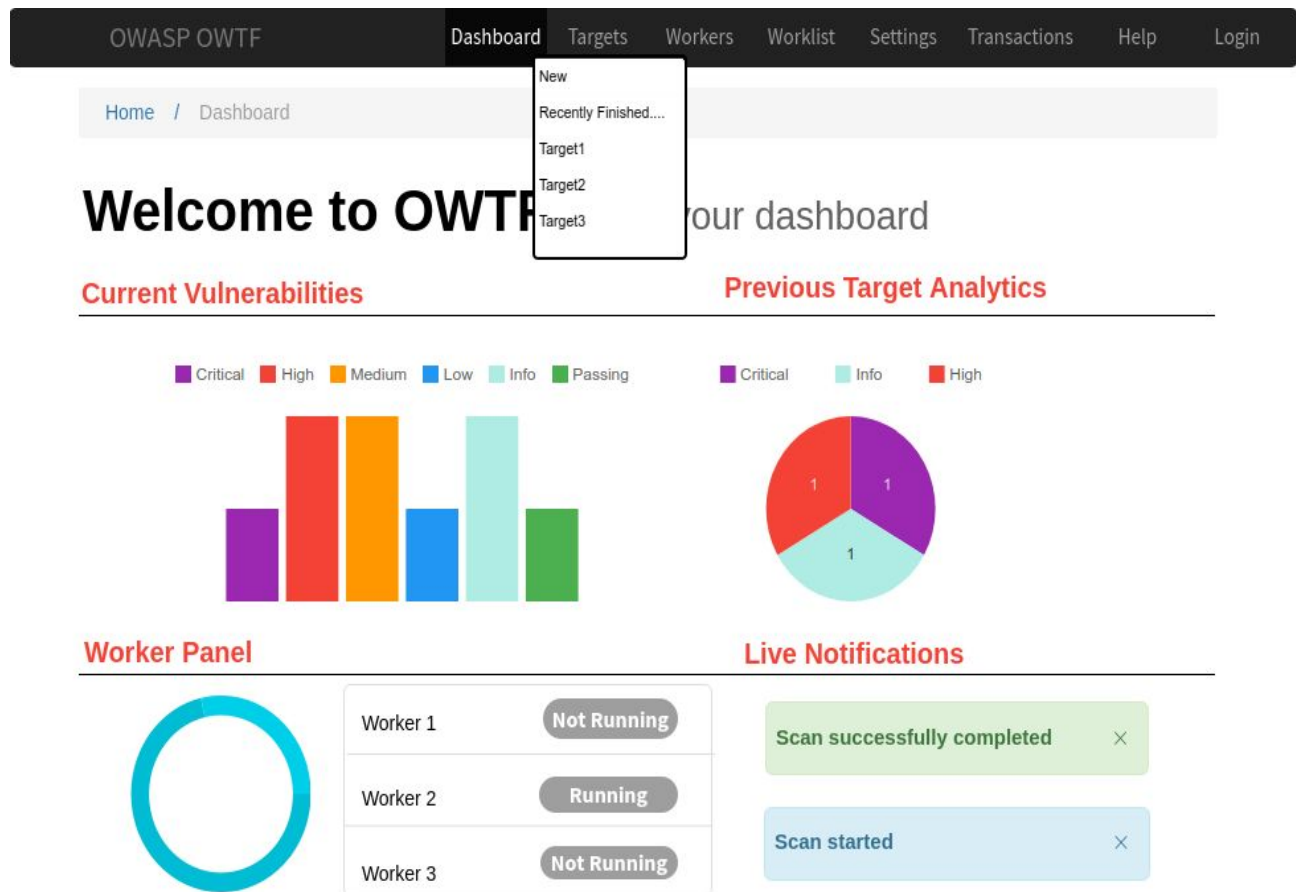 OWASP OWTF Dashboard Targets Workers Worklist Settings Transactions Help Login
New
Recently Finished....
Target1
Target2
Target3
Home / Dashboard
Welcome to OWTF your dashboard
Current Vulnerabilities
Previous Target Analytics
Critical High Medium Low Info Passing
Critical Info High
1 1
1
Worker Panel
Live Notifications
Worker 1 Not Running
Worker 2 Running
Worker 3 Not Running
Scan successfully completed ×
Scan started ×